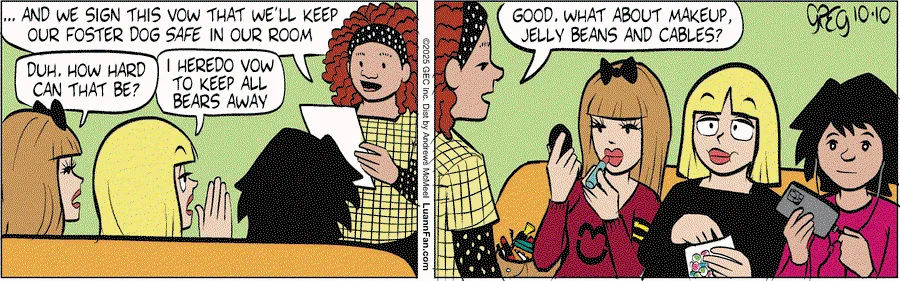 ... AND WE SIGN THIS VOW THAT WE'LL KEEP
OUR FOSTER DOG SAFE IN OUR ROOM
DUH. HOW HARD
CAN THAT BE?
I HEREDO VOW
TO KEEP ALL
BEARS AWAY
©2025 GEC Inc. Dist by Andrews McMeel LuannFan.com
GOOD. WHAT ABOUT MAKEUP,
JELLY BEANS AND CABLES?
GREG 10•10